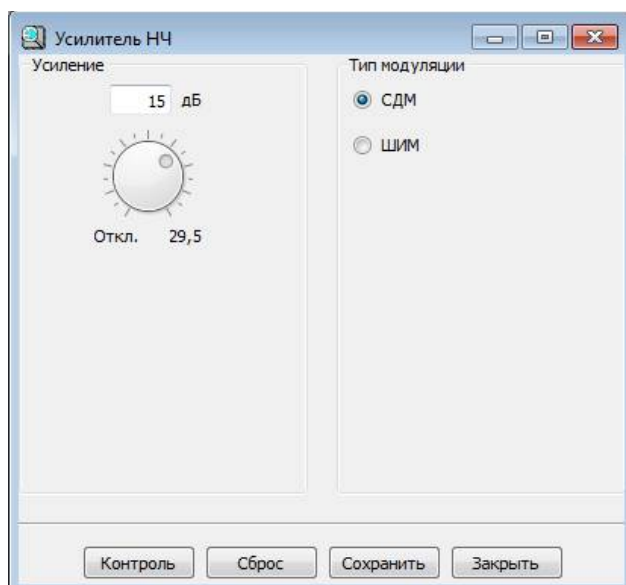 Усилитель НЧ
Усиление
15 дБ
Откл. 29,5
Тип модуляции
СДМ
ШИМ
Контроль Сброс Сохранить Закрыть